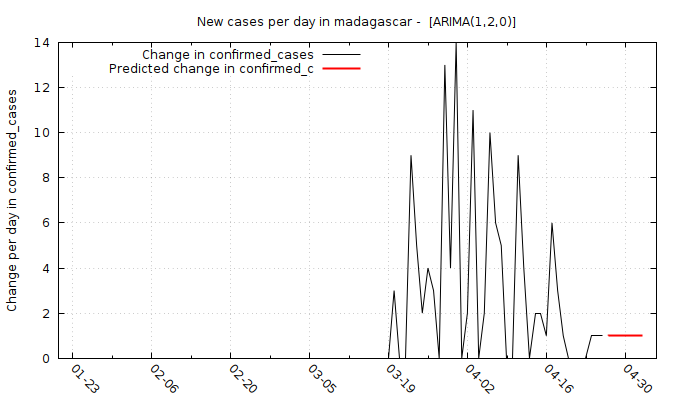 New cases per day in madagascar -  [ARIMA(1,2,0)]
Change in confirmed_cases
Predicted change in confirmed_c
Change per day in confirmed_cases
14
12
10
8
6
4
2
0
01-23 02-06 02-20 03-05 03-19 04-02 04-16 04-30